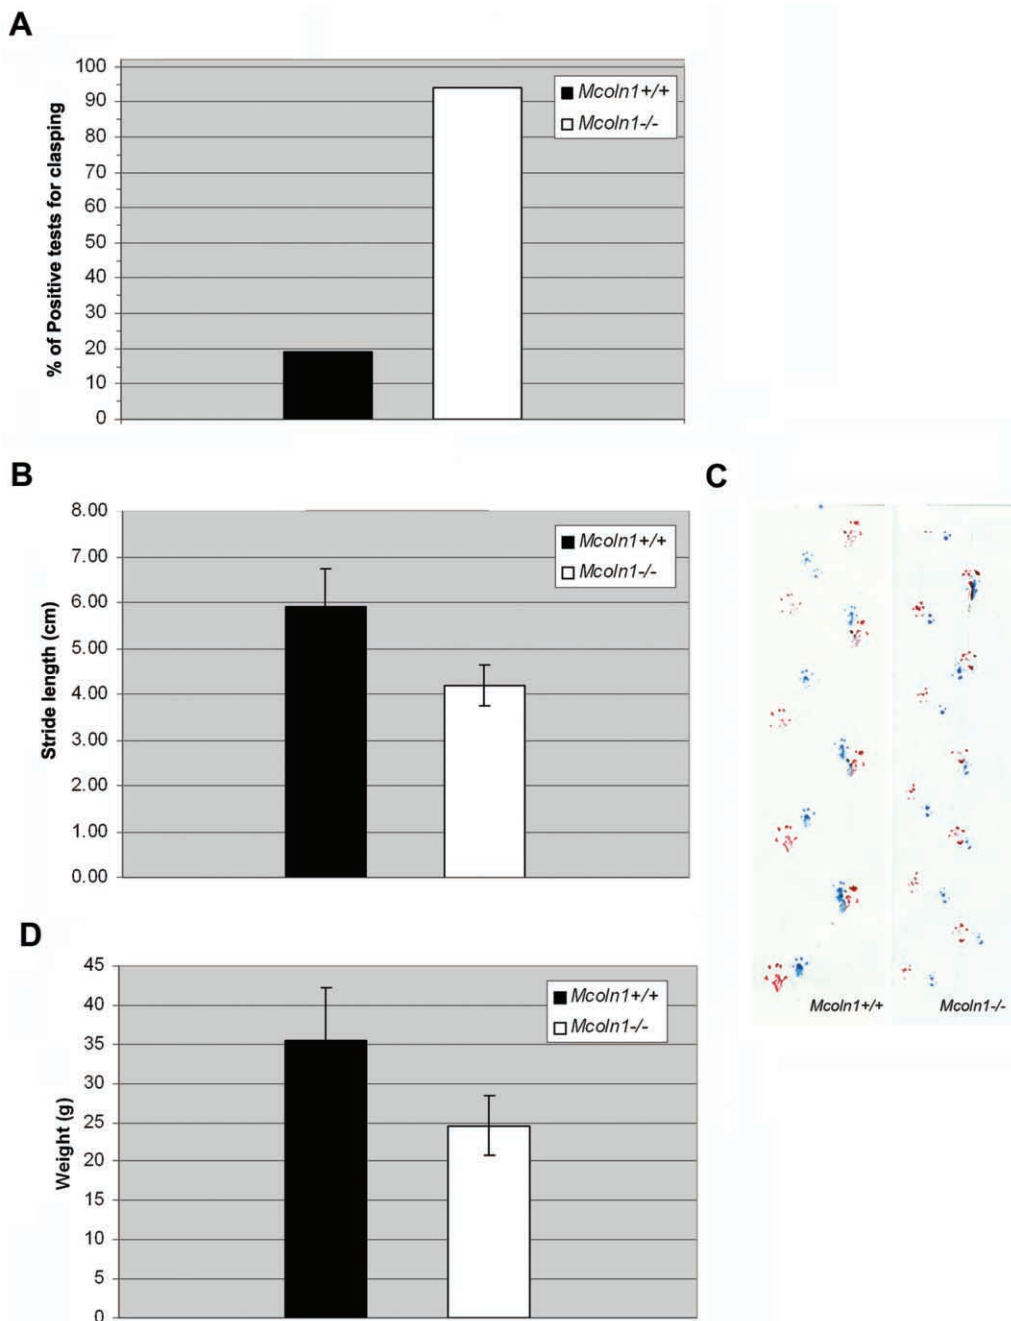 A
% of Positive tests for clasping
100
90
80
70
60
50
40
30
20
10
0
Mcoln1+/+
Mcoln1-/-
B
Stride length (cm)
8.00
7.00
6.00
5.00
4.00
3.00
2.00
1.00
0.00
Mcoln1+/+
Mcoln1-/-
C
Mcoln1+/+
Mcoln1-/-
D
Weight (g)
45
40
35
30
25
20
15
10
5
0
Mcoln1+/+
Mcoln1-/-